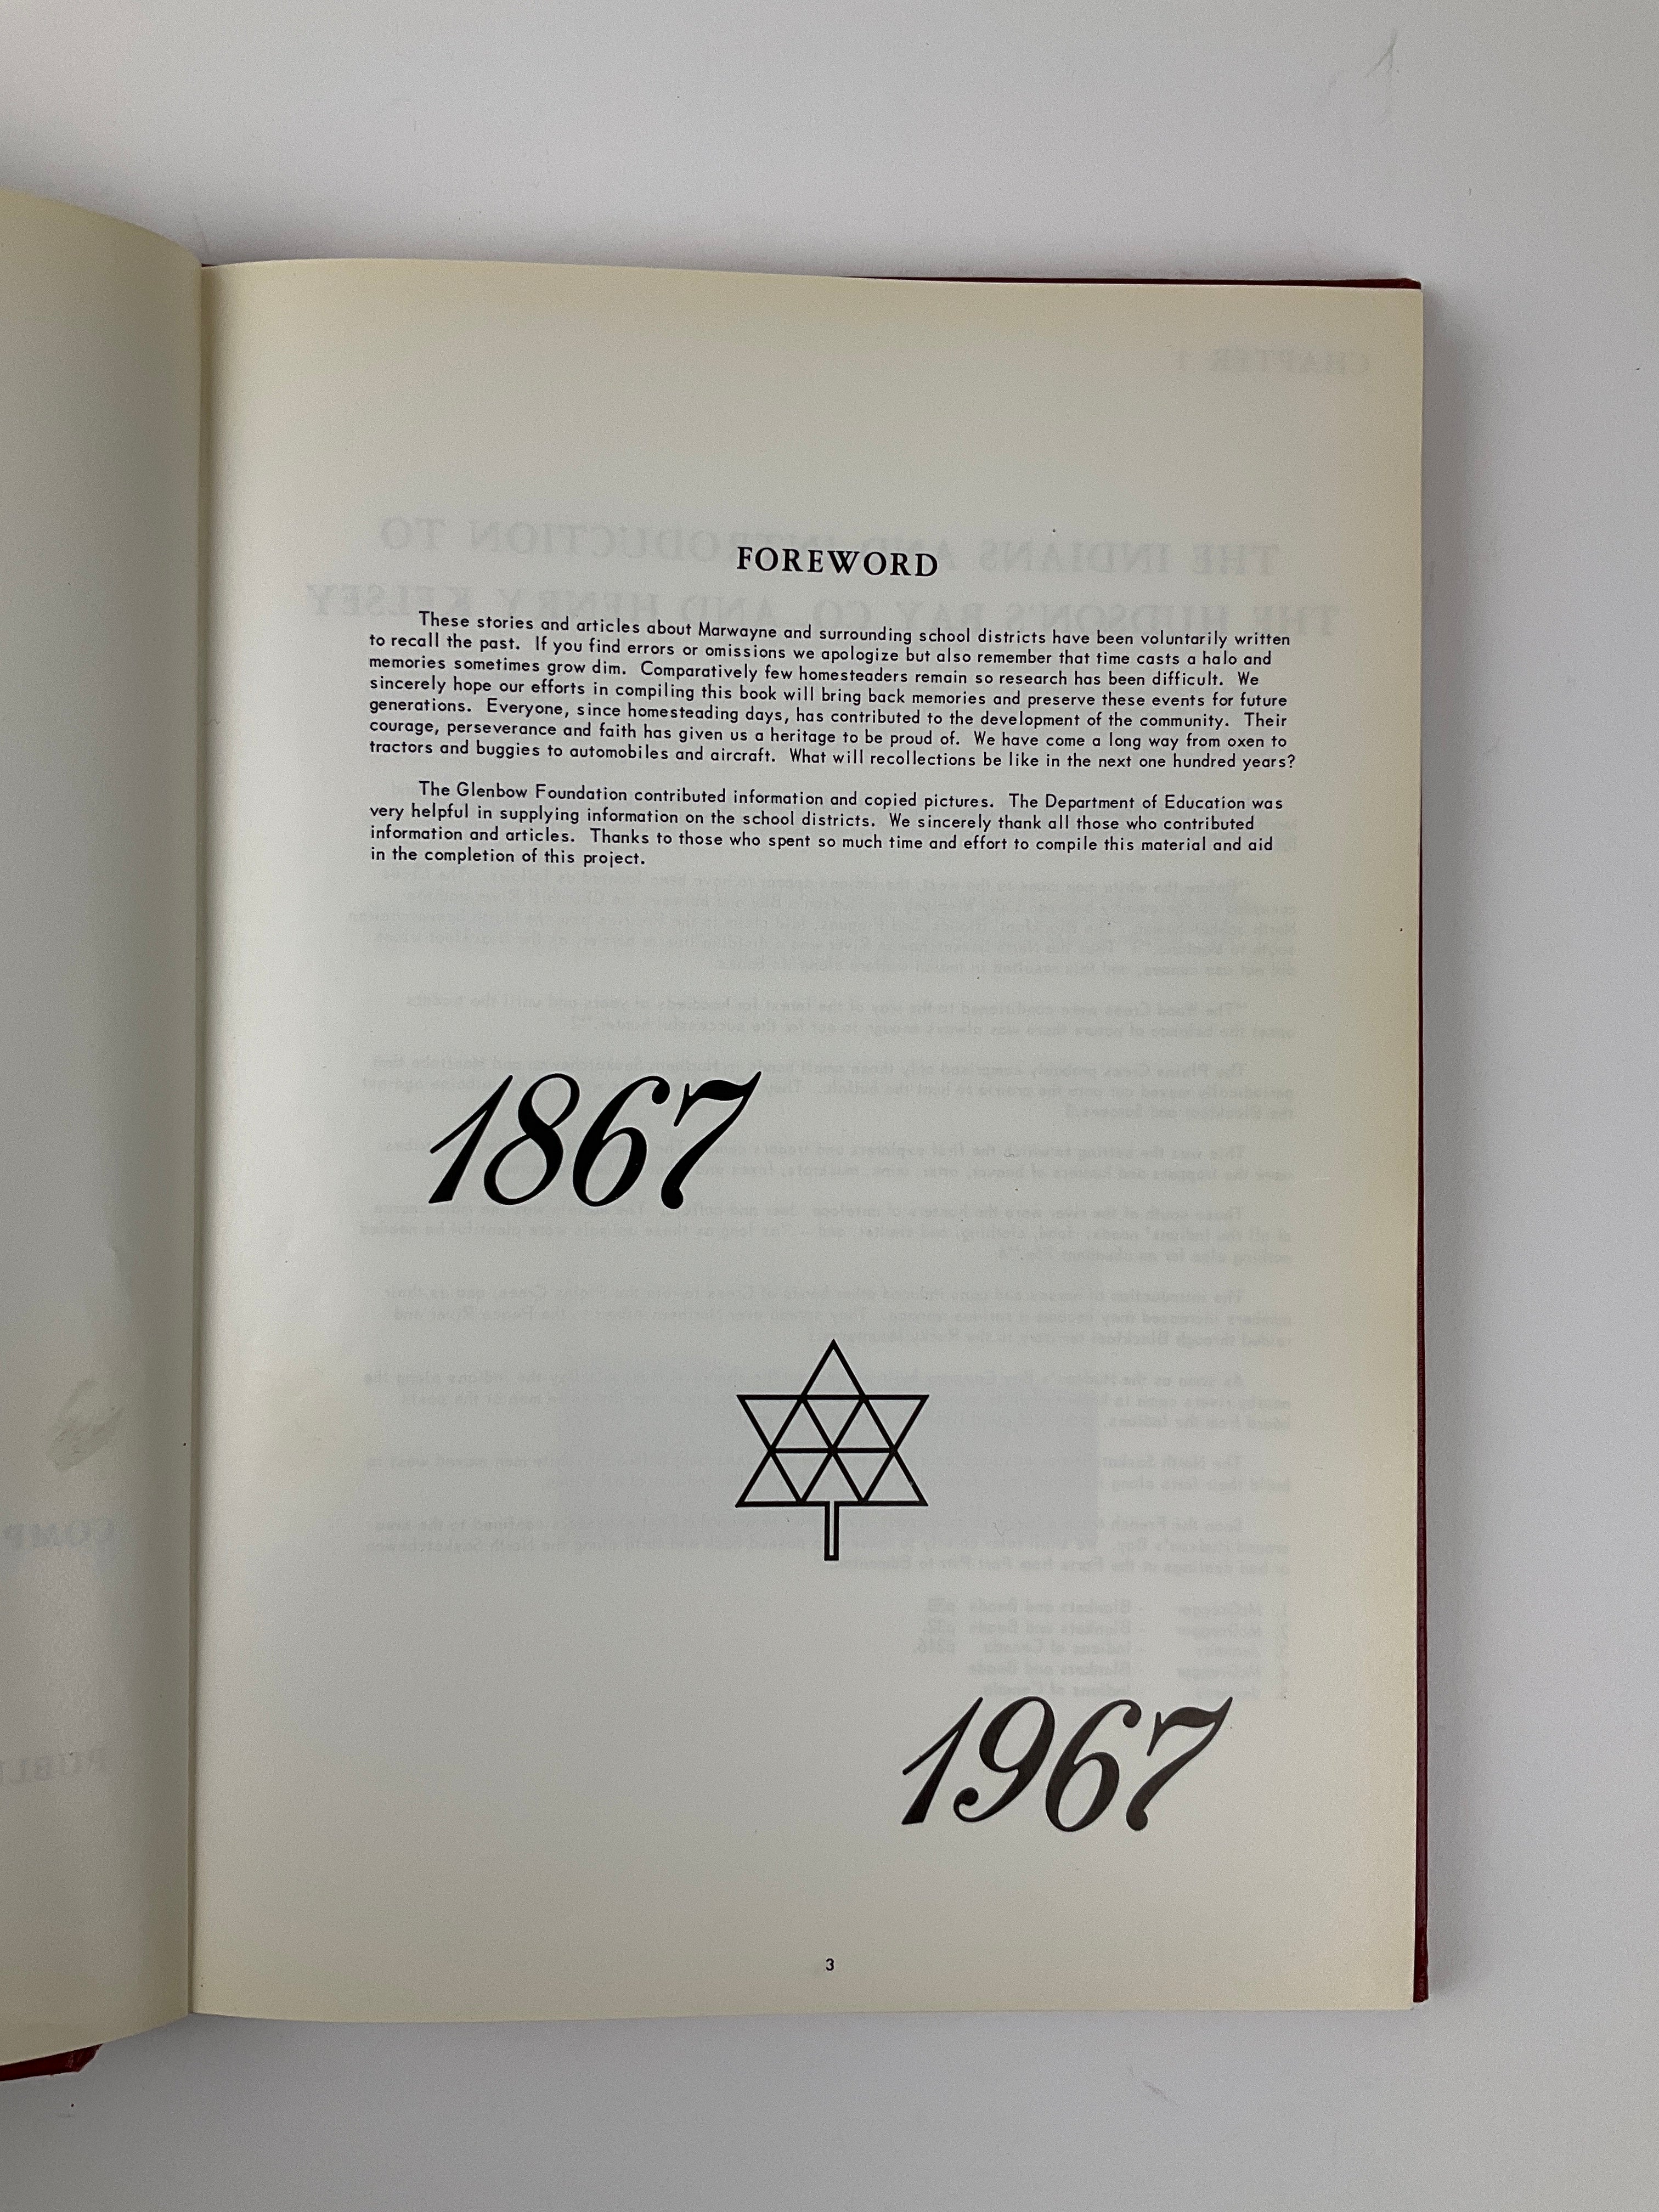 FOREWORD
These stories and articles about Marwayne and surrounding school districts have been voluntarily written
to recall the past. If you find errors or omissions we apologize but also remember that time casts a halo and
memories sometimes grow dim. Comparatively few homesteaders remain so research has been difficult. We
sincerely hope our efforts in compiling this book will bring back memories and preserve these events for future
generations. Everyone, since homesteading days, has contributed to the development of the community. Their
courage, perseverance and faith has given us a heritage to be proud of. We have come a long way from oxen to
tractors and buggies to automobiles and aircraft. What will recollections be like in the next one hundred years?
The Glenbow Foundation contributed information and copied pictures. The Department of Education was
very helpful in supplying information on the school districts. We sincerely thank all those who contributed
information and articles. Thanks to those who spent so much time and effort to compile this material and aid
in the completion of this project.
1867
1967
3